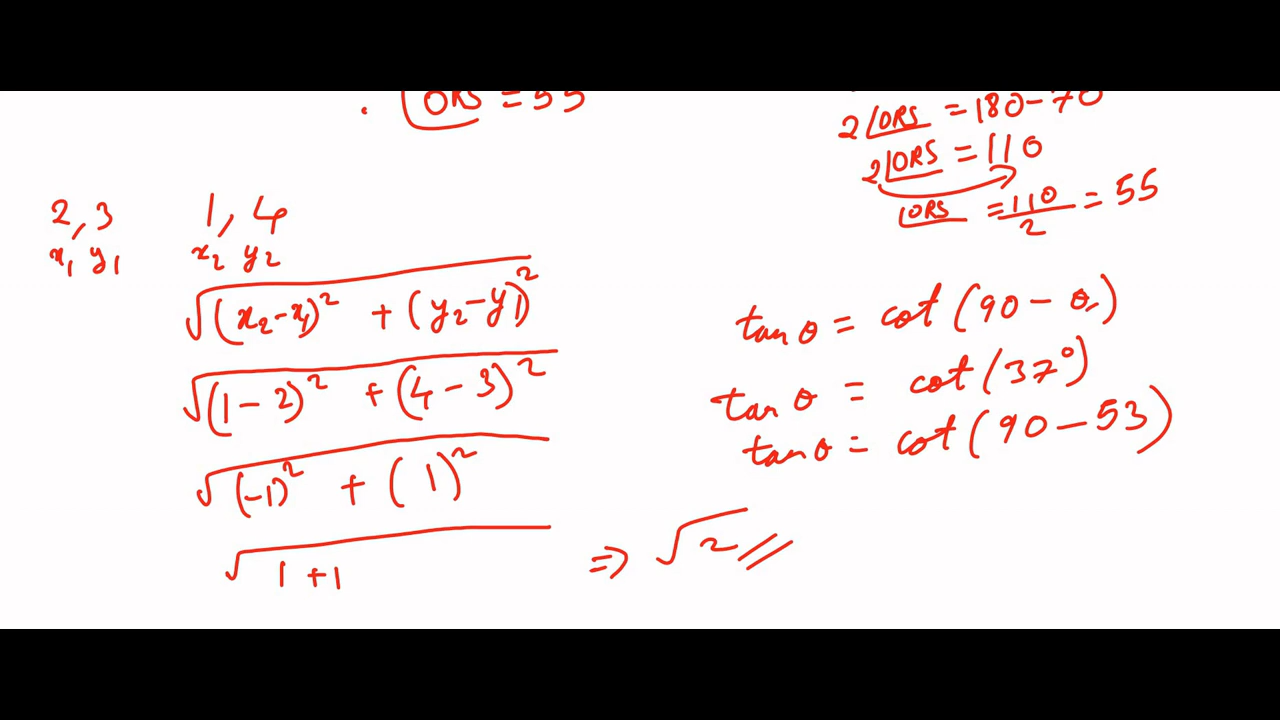 ∠ORS = 55
2∠ORS = 180-70
2∠ORS = 110
∠ORS = 110/2 = 55
2, 3   1, 4
x₁ y₁   x₂ y₂
√(x₂-x₁)² + (y₂-y1)²
√(1-2)² + (4-3)²
√(-1)² + (1)²
√1+1 ⇒ √2
tan θ = cot(90-θ)
tan θ = cot(37°)
tan θ = cot(90-53)